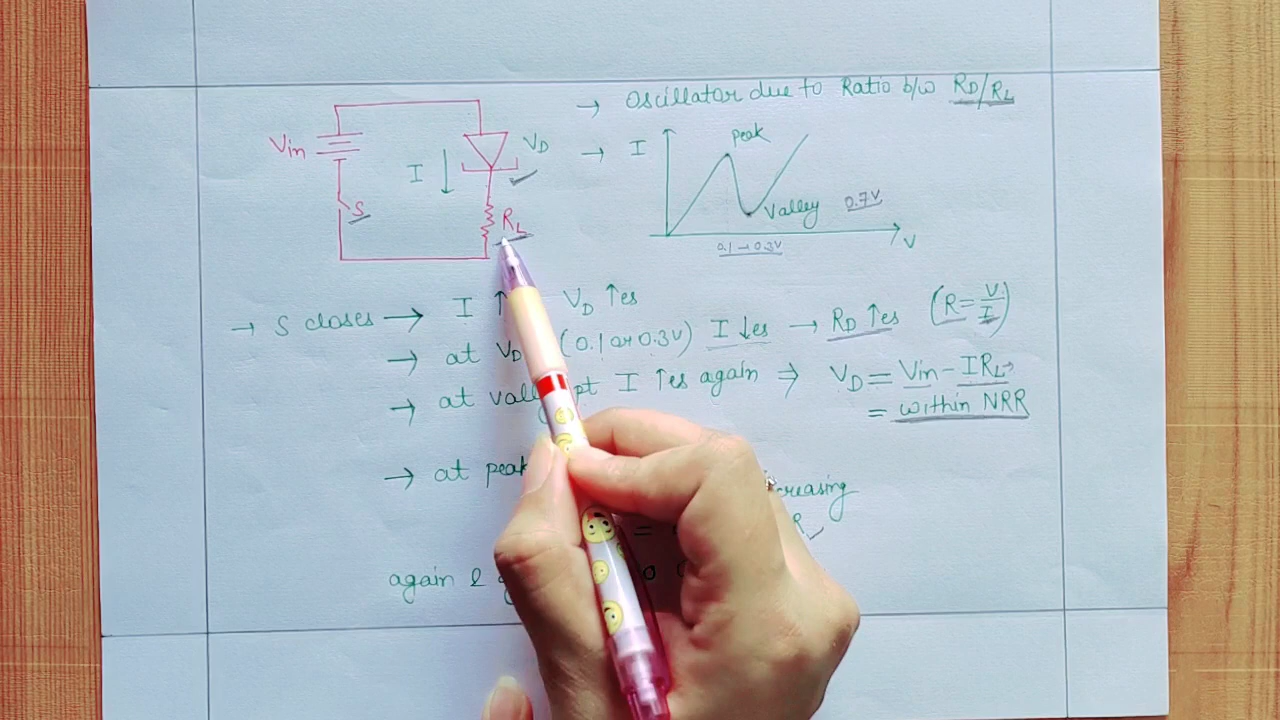 → Oscillator due to Ratio b/w RD/RL
Vin
I
VD
S
RL
→ I
Peak
Valley
0.7V
0.1→0.3V
V
→ S closes → I ↑ VD ↑es
→ at VD (0.1 or 0.3V) I ↓es → RD ↑es (R = V/I)
→ at valley pt I ↑es again ⇒ VD = Vin - IRL
= within NRR
→ at peak
again &